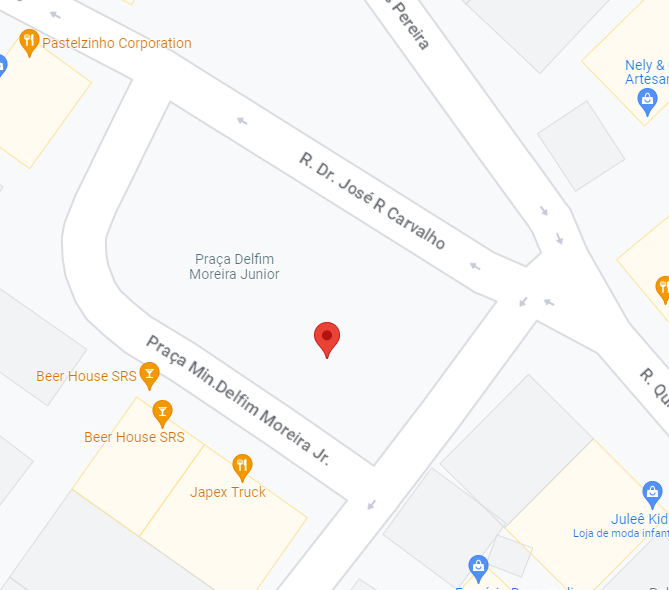 Pereira
Pastelzinho Corporation
Nely &
Artesar
R. Dr. José R Carvalho
Praça Delfim
Moreira Junior
Praça Min.Delfim Moreira Jr.
Beer House SRS
Beer House SRS
Japex Truck
R. Qu
Juleê Kid
Loja de moda infant